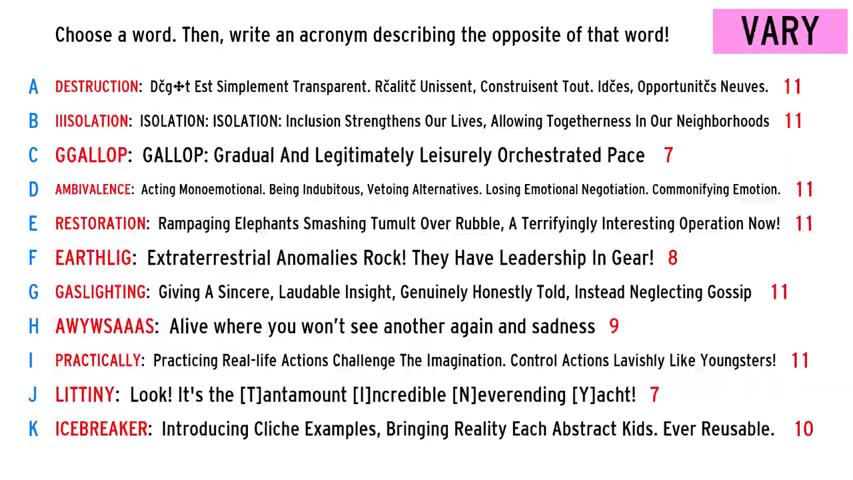 Choose a word. Then, write an acronym describing the opposite of that word!
VARY
A DESTRUCTION: Dčg✢t Est Simplement Transparent. Rčalitč Unissent, Construisent Tout. Idčes, Opportunitčs Neuves. 11
B IIISOLATION: ISOLATION: ISOLATION: Inclusion Strengthens Our Lives, Allowing Togetherness In Our Neighborhoods 11
C GGALLOP: GALLOP: Gradual And Legitimately Leisurely Orchestrated Pace 7
D AMBIVALENCE: Acting Monoemotional. Being Indubitous, Vetoing Alternatives. Losing Emotional Negotiation. Commonifying Emotion. 11
E RESTORATION: Rampaging Elephants Smashing Tumult Over Rubble, A Terrifyingly Interesting Operation Now! 11
F EARTHLIG: Extraterrestrial Anomalies Rock! They Have Leadership In Gear! 8
G GASLIGHTING: Giving A Sincere, Laudable Insight, Genuinely Honestly Told, Instead Neglecting Gossip 11
H AWYWSAAAS: Alive where you won't see another again and sadness 9
I PRACTICALLY: Practicing Real-life Actions Challenge The Imagination. Control Actions Lavishly Like Youngsters! 11
J LITTINY: Look! It's the [T]antamount [I]ncredible [N]everending [Y]acht! 7
K ICEBREAKER: Introducing Cliche Examples, Bringing Reality Each Abstract Kids. Ever Reusable. 10